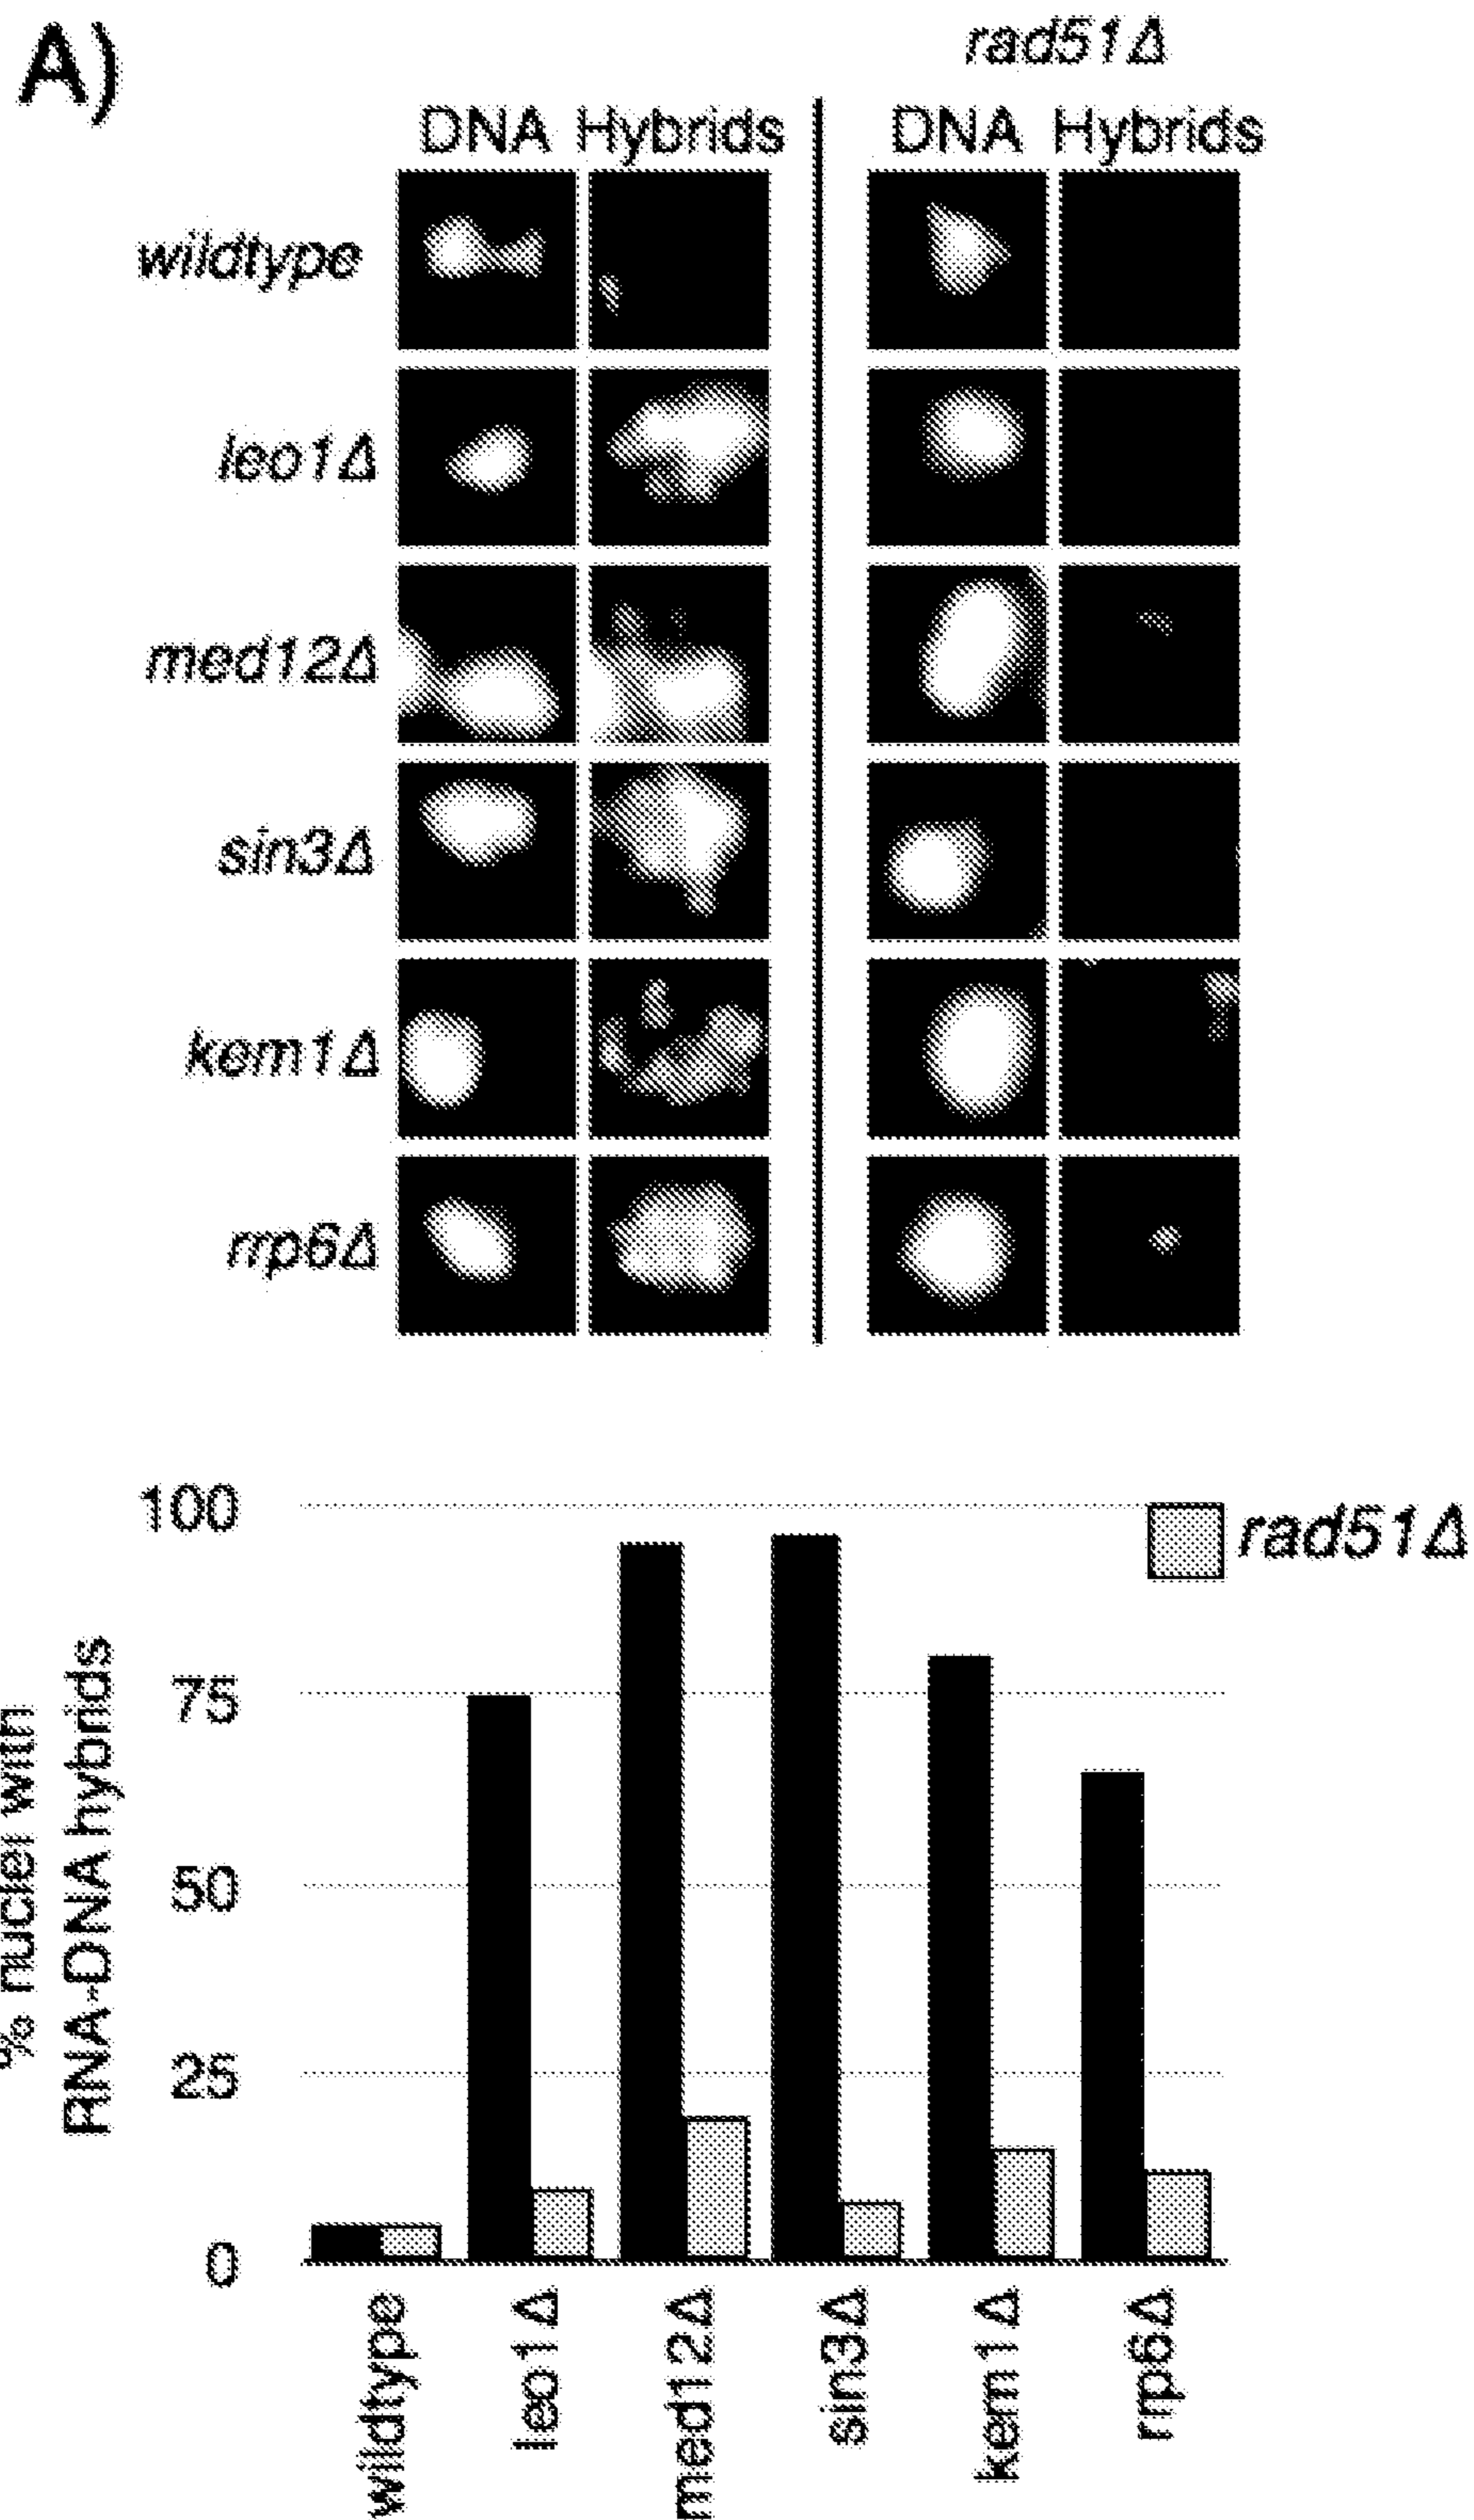 A)
rad51Δ
DNA Hybrids DNA Hybrids
wildtype
leo1Δ
med12Δ
sin3Δ
kem1Δ
rrp6Δ
100
75
50
25
0
% nuclei with
RNA-DNA hybrids
rad51Δ
wildtype
leo1Δ
med12Δ
sin3Δ
kem1Δ
rrp6Δ